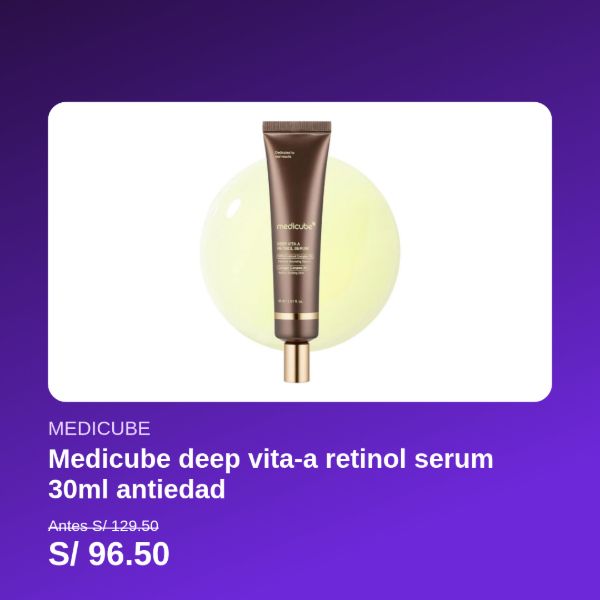 Dedicated to
medicube
DEEP VITA A
RETINOL SERUM
MEDICUBE
Medicube deep vita-a retinol serum
30ml antiedad
Antes S/ 129.50
S/ 96.50